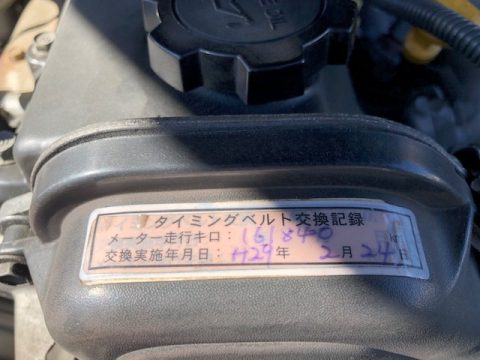 OIL
タイミングベルト交換記録
メーター走行キロ：161840
交換実施年月日：H29年 2月24日